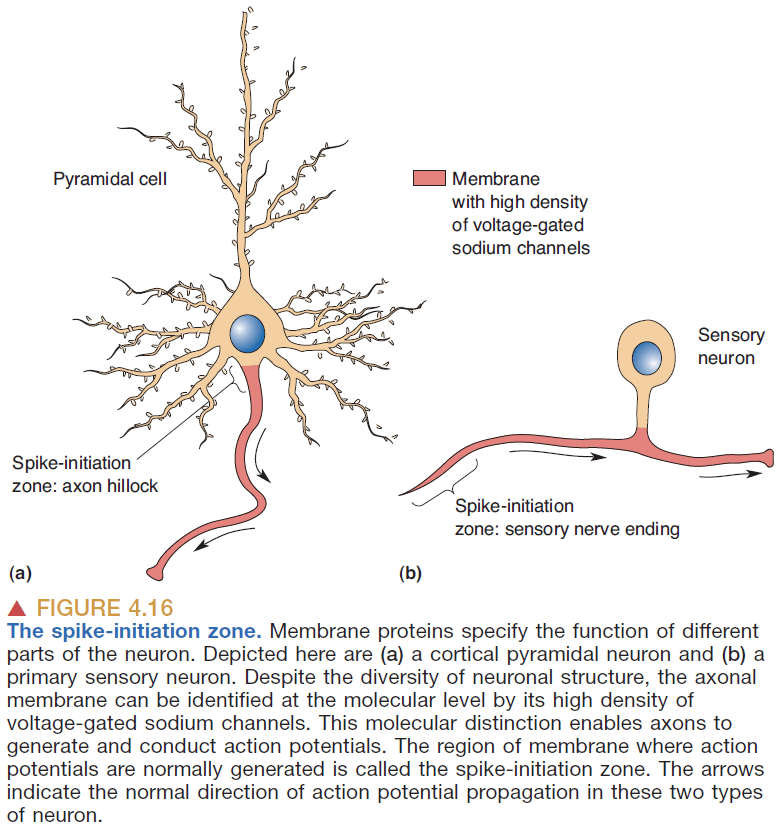 Pyramidal cell
Membrane
with high density
of voltage-gated
sodium channels
Sensory
neuron
Spike-initiation
zone: axon hillock
Spike-initiation
zone: sensory nerve ending
(a)
(b)
▲ FIGURE 4.16
The spike-initiation zone. Membrane proteins specify the function of different
parts of the neuron. Depicted here are (a) a cortical pyramidal neuron and (b) a
primary sensory neuron. Despite the diversity of neuronal structure, the axonal
membrane can be identified at the molecular level by its high density of
voltage-gated sodium channels. This molecular distinction enables axons to
generate and conduct action potentials. The region of membrane where action
potentials are normally generated is called the spike-initiation zone. The arrows
indicate the normal direction of action potential propagation in these two types
of neuron.